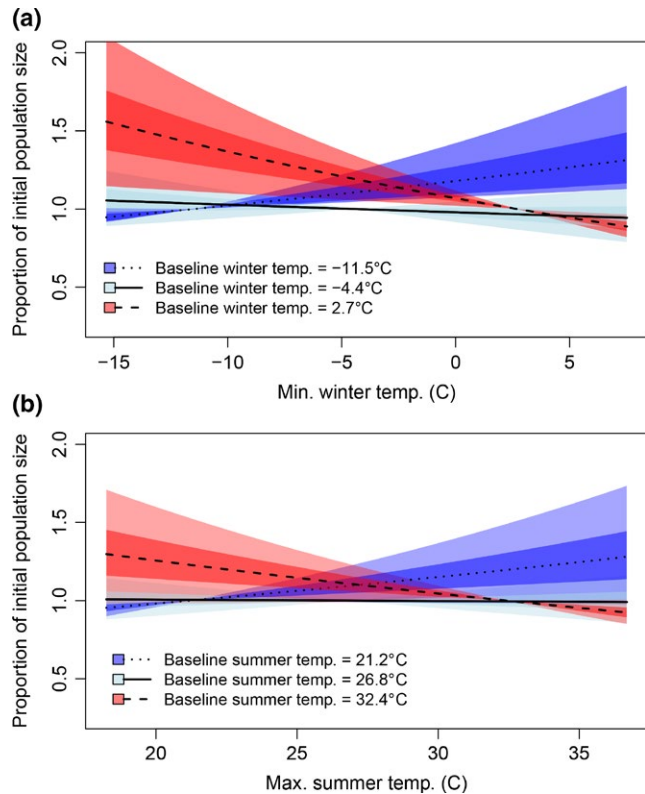 (a)
Proportion of initial population size
2.0
1.5
1.0
0.5
Baseline winter temp. = −11.5°C
Baseline winter temp. = −4.4°C
Baseline winter temp. = 2.7°C
−15 −10 −5 0 5
Min. winter temp. (C)
(b)
Proportion of initial population size
2.0
1.5
1.0
0.5
Baseline summer temp. = 21.2°C
Baseline summer temp. = 26.8°C
Baseline summer temp. = 32.4°C
20 25 30 35
Max. summer temp. (C)